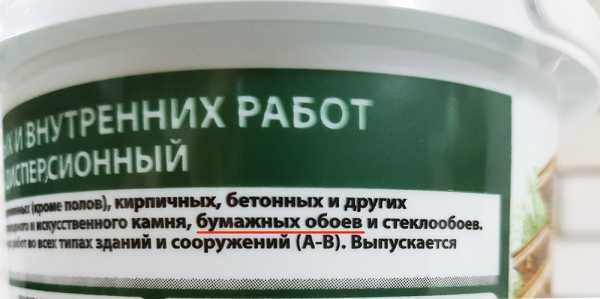 И ВНУТРЕННИХ РАБОТ
ДИСПЕРСИОННЫЙ
(кроме полов), кирпичных, бетонных и других
и искусственного камня, бумажных обоев и стеклообоев.
работ во всех типах зданий и сооружений (А-В). Выпускается